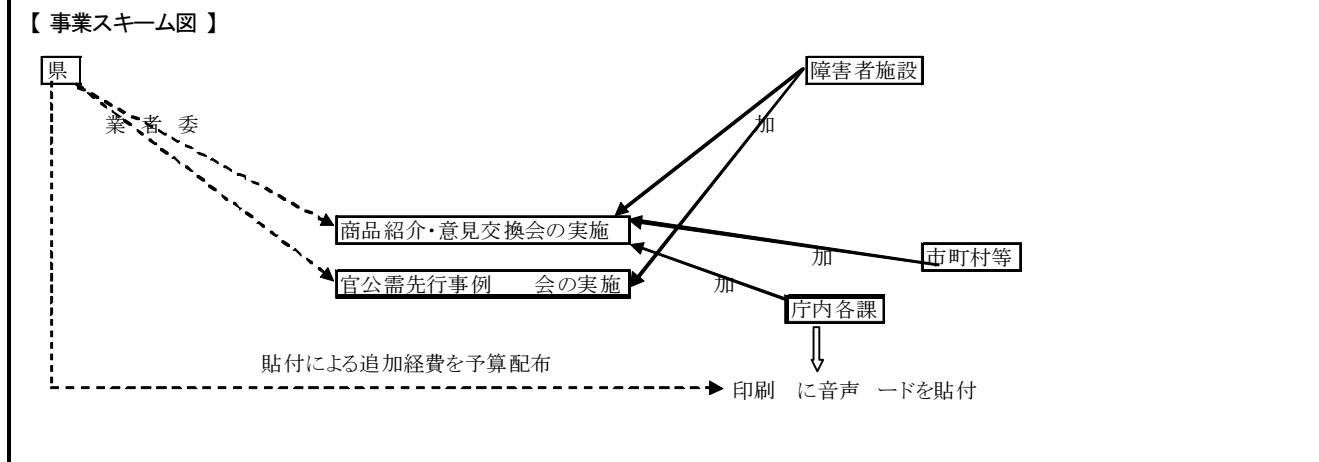 【 事業スキーム図 】
県
障害者施設
業 者 委
加
商品紹介・意見交換会の実施
加
市町村等
官公需先行事例　　会の実施
加
庁内各課
貼付による追加経費を予算配布
印刷　に音声　ードを貼付